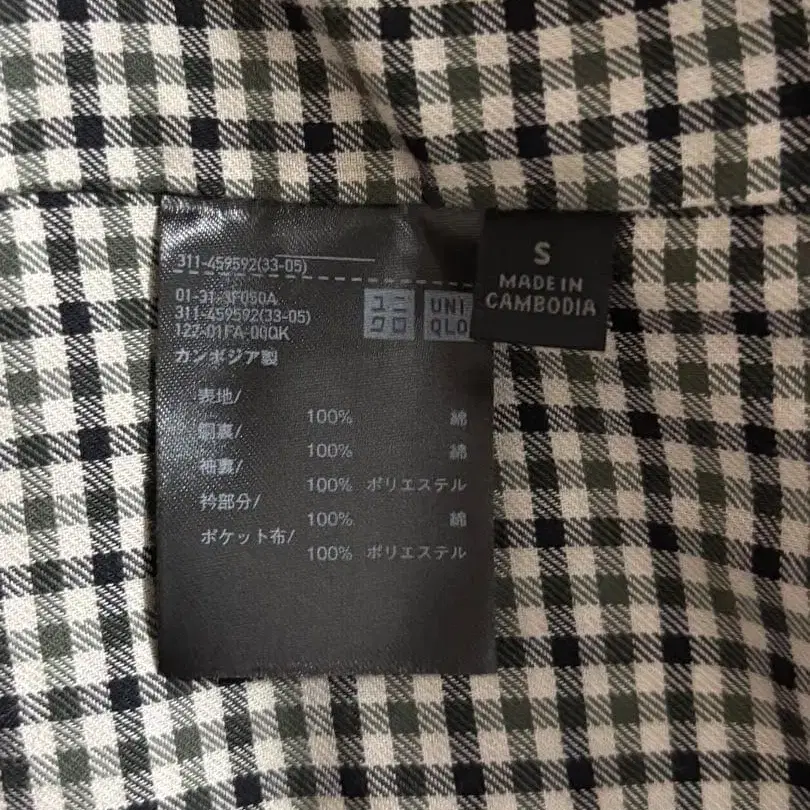 311-459592(33-05)
01-31-3F050A
311-459592(33-05)
122-01FA-00QK
カンボジア製
ユニ
クロ
UNI
QLO
S
MADE IN
CAMBODIA
表地/
100% 綿
胴裏/
100% 綿
袖裏/
100% ポリエステル
衿部分/
100% 綿
ポケット布/
100% ポリエステル